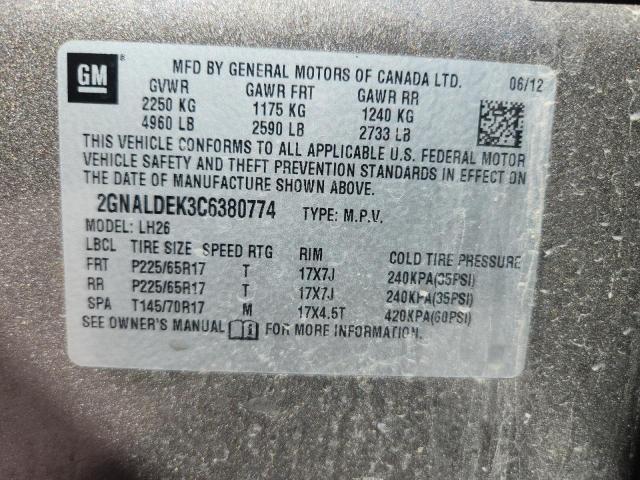 GM ® MFD BY GENERAL MOTORS OF CANADA LTD. 06/12
GVWR GAWR FRT GAWR RR
2250 KG 1175 KG 1240 KG
4960 LB 2590 LB 2733 LB
THIS VEHICLE CONFORMS TO ALL APPLICABLE U.S. FEDERAL MOTOR
VEHICLE SAFETY AND THEFT PREVENTION STANDARDS IN EFFECT ON
THE DATE OF MANUFACTURE SHOWN ABOVE.
2GNALDEK3C6380774 TYPE: M.P.V.
MODEL: LH26
LBCL TIRE SIZE SPEED RTG RIM COLD TIRE PRESSURE
FRT P225/65R17 T 17X7J 240KPA(35PSI)
RR P225/65R17 T 17X7J 240KPA(35PSI)
SPA T145/70R17 M 17X4.5T 420KPA(60PSI)
SEE OWNER'S MANUAL FOR MORE INFORMATION.